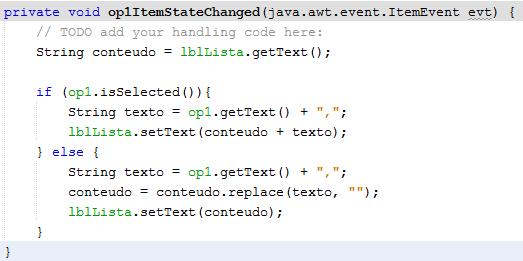 private void op1ItemStateChanged(java.awt.event.ItemEvent evt) {
// TODO add your handling code here:
String conteudo = lblLista.getText();
if (op1.isSelected()){
String texto = op1.getText() + ",";
lblLista.setText(conteudo + texto);
} else {
String texto = op1.getText() + ",";
conteudo = conteudo.replace(texto, "");
lblLista.setText(conteudo);
}
}